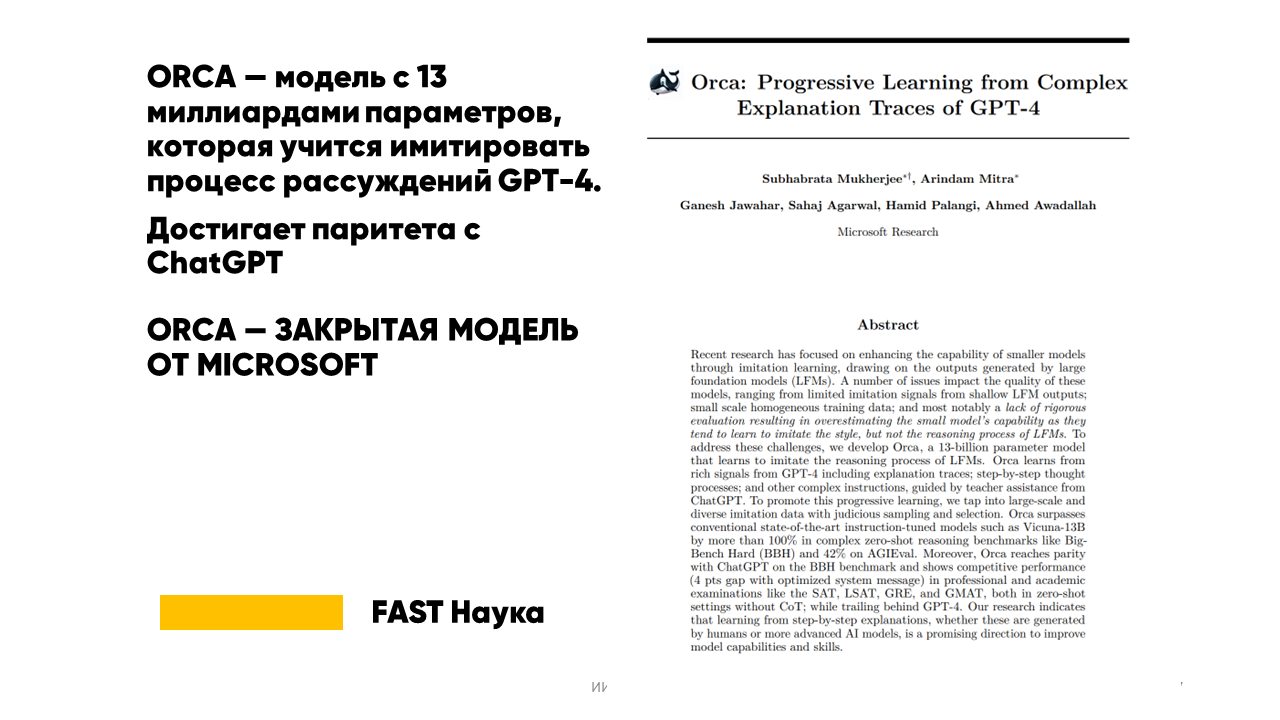 ORCA — модель с 13
миллиардами параметров,
которая учится имитировать
процесс рассуждений GPT-4.
Достигает паритета с
ChatGPT
ORCA — ЗАКРЫТАЯ МОДЕЛЬ
ОТ MICROSOFT
FAST Наука
Orca: Progressive Learning from Complex
Explanation Traces of GPT-4
Subhabrata Mukherjee*†, Arindam Mitra*
Ganesh Jawahar, Sahaj Agarwal, Hamid Palangi, Ahmed Awadallah
Microsoft Research
Abstract
Recent research has focused on enhancing the capability of smaller models
through imitation learning, drawing on the outputs generated by large
foundation models (LFMs). A number of issues impact the quality of these
models, ranging from limited imitation signals from shallow LFM outputs;
small scale homogeneous training data; and most notably a lack of rigorous
evaluation resulting in overestimating the small model's capability as they
tend to learn to imitate the style, but not the reasoning process of LFMs. To
address these challenges, we develop Orca, a 13-billion parameter model
that learns to imitate the reasoning process of LFMs. Orca learns from
rich signals from GPT-4 including explanation traces; step-by-step thought
processes; and other complex instructions, guided by teacher assistance from
ChatGPT. To promote this progressive learning, we tap into large-scale and
diverse imitation data with judicious sampling and selection. Orca surpasses
conventional state-of-the-art instruction-tuned models such as Vicuna-13B
by more than 100% in complex zero-shot reasoning benchmarks like Big-
Bench Hard (BBH) and 42% on AGIEval. Moreover, Orca reaches parity
with ChatGPT on the BBH benchmark and shows competitive performance
(4 pts gap with optimized system message) in professional and academic
examinations like the SAT, LSAT, GRE, and GMAT, both in zero-shot
settings without CoT; while trailing behind GPT-4. Our research indicates
that learning from step-by-step explanations, whether these are generated
by humans or more advanced AI models, is a promising direction to improve
model capabilities and skills.